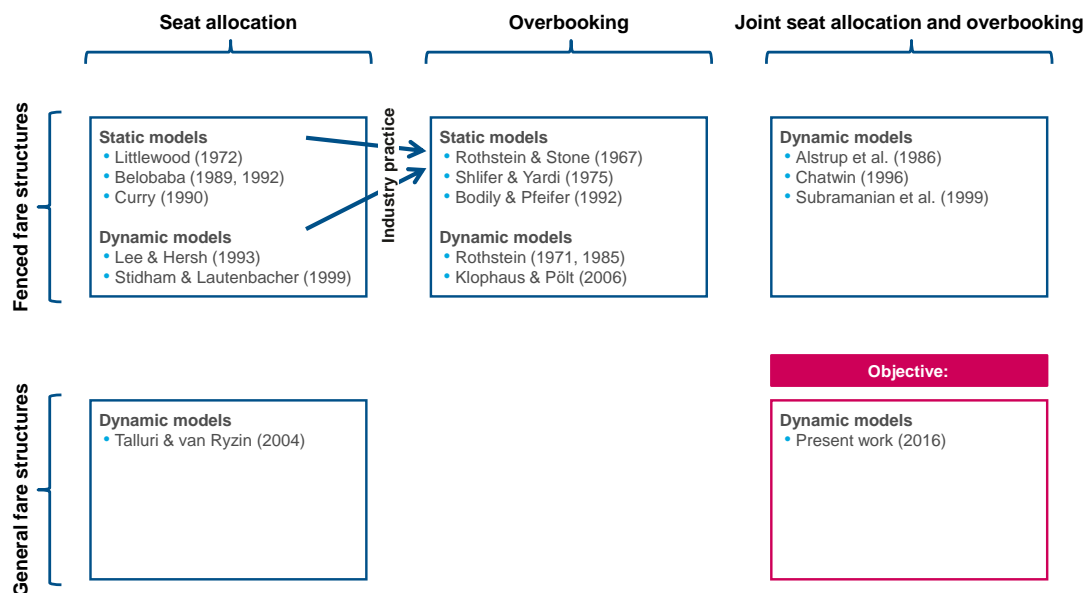 Seat allocation
Overbooking
Joint seat allocation and overbooking
Fenced fare structures
Static models
• Littlewood (1972)
• Belobaba (1989, 1992)
• Curry (1990)
Dynamic models
• Lee & Hersh (1993)
• Stidham & Lautenbacher (1999)
Industry practice
Static models
• Rothstein & Stone (1967)
• Shlifer & Yardi (1975)
• Bodily & Pfeifer (1992)
Dynamic models
• Rothstein (1971, 1985)
• Klophaus & Pölt (2006)
Dynamic models
• Alstrup et al. (1986)
• Chatwin (1996)
• Subramanian et al. (1999)
General fare structures
Dynamic models
• Talluri & van Ryzin (2004)
Objective:
Dynamic models
• Present work (2016)